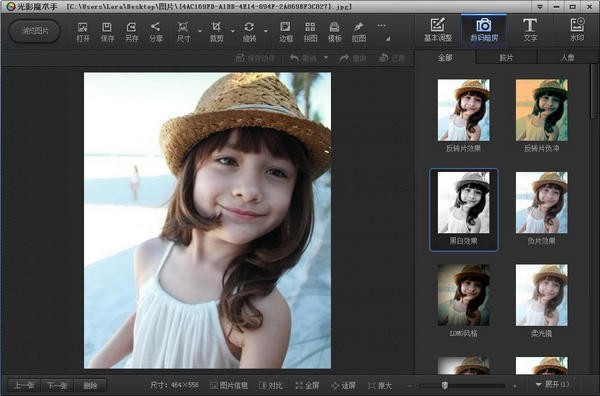 光影魔术手 [C:\Users\Lora\Desktop\图片\{4AC169FD-A1BB-4E14-894F-2A869BF3C827}.jpg]
浏览图片 打开 保存 另存 分享 尺寸 裁剪 旋转 边框 拼图 模板 抠图 ... 基本调整 数码暗房 文字 水印
保存动作 撤销 重做 还原 全部 胶片 人像
反转片效果 反转片负冲
黑白效果 负片效果
LOMO风格 柔光镜
上一张 下一张 删除 尺寸: 464×556 图片信息 对比 全屏 适屏 原大 - + 展开(1)